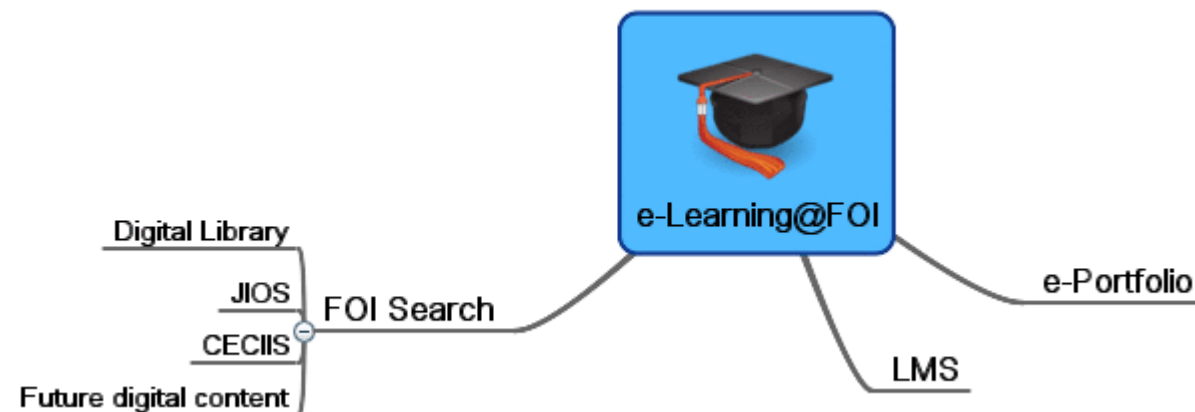 e-Learning@FOI
Digital Library
JIOS
CECIIS
Future digital content
FOI Search
e-Portfolio
LMS